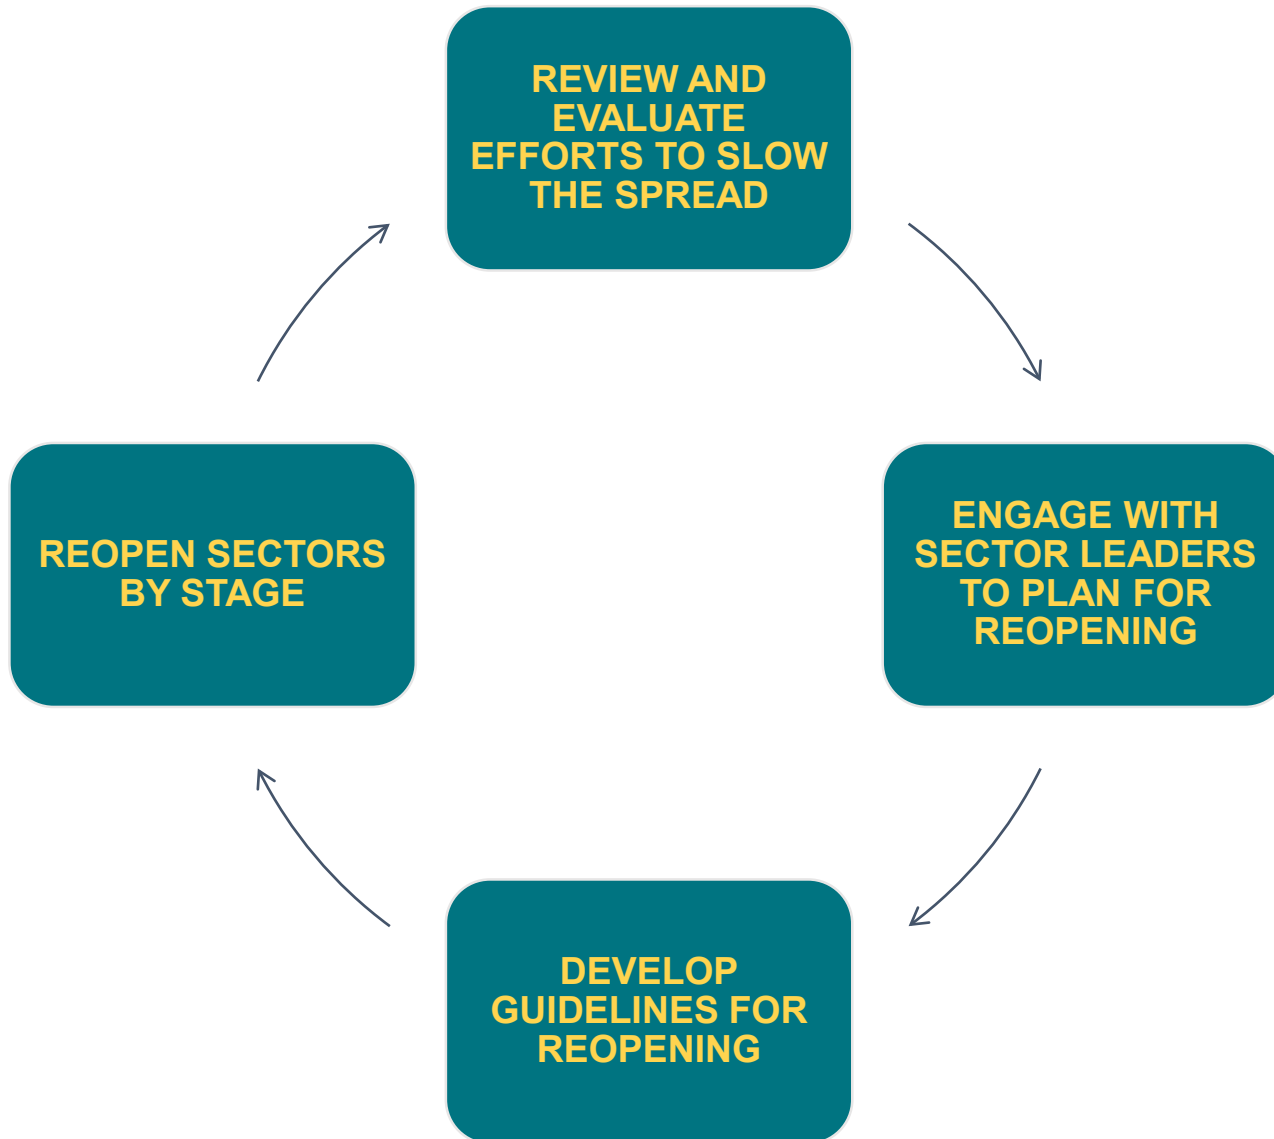 REVIEW AND
EVALUATE
EFFORTS TO SLOW
THE SPREAD
ENGAGE WITH
SECTOR LEADERS
TO PLAN FOR
REOPENING
DEVELOP
GUIDELINES FOR
REOPENING
REOPEN SECTORS
BY STAGE